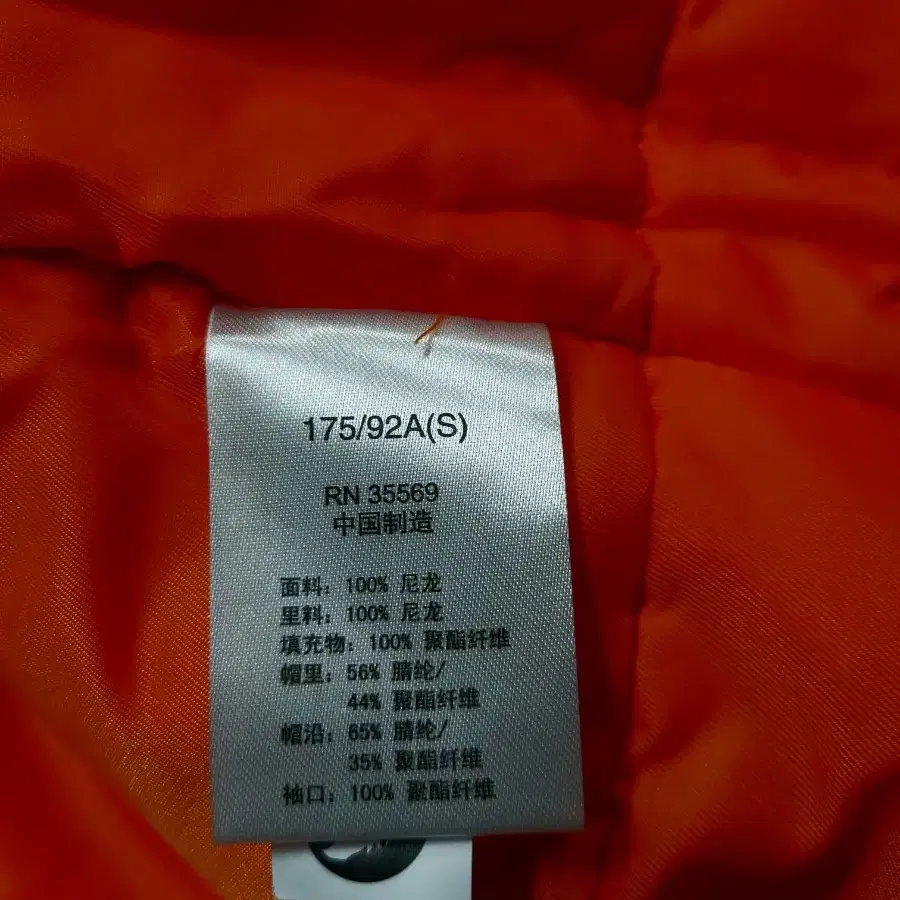 175/92A(S)
RN 35569
中国制造
面料：100% 尼龙
里料：100% 尼龙
填充物：100% 聚酯纤维
帽里：56% 腈纶/
44% 聚酯纤维
帽沿：65% 腈纶/
35% 聚酯纤维
袖口：100% 聚酯纤维